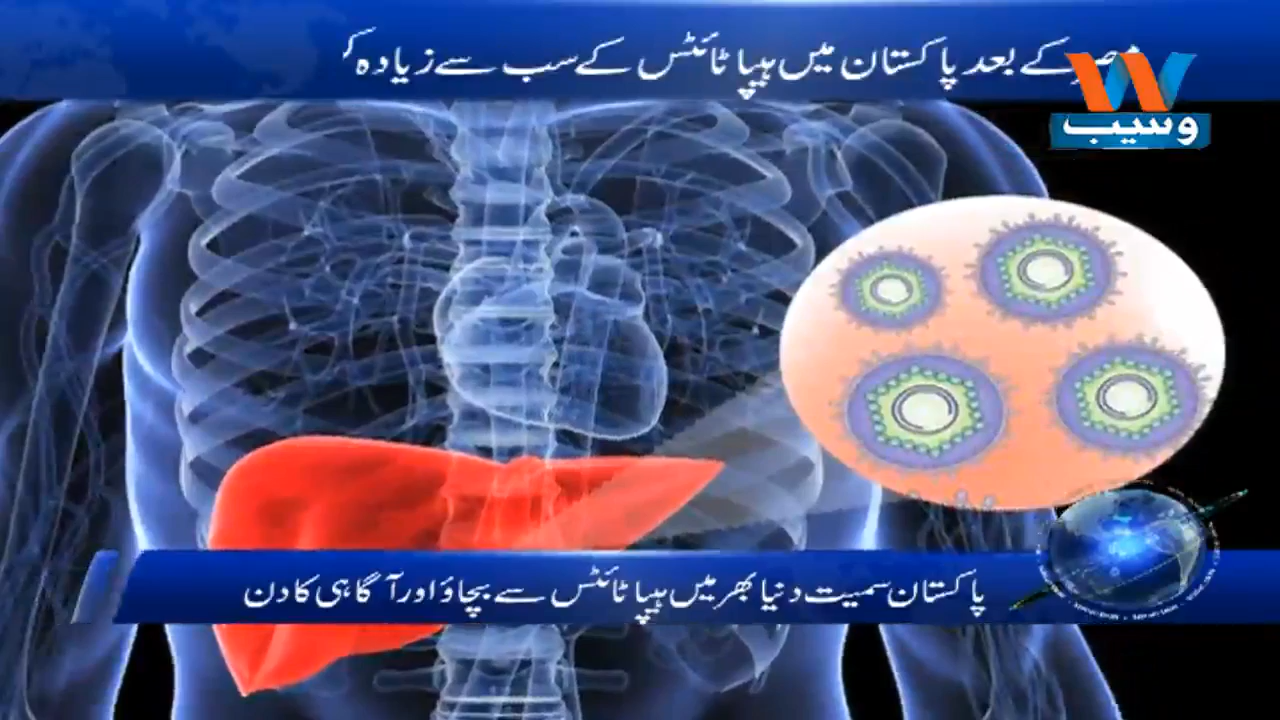 کے بعد پاکستان میں ہیپاٹائٹس کے سب سے زیادہ
وسیب
پاکستان سمیت دنیا بھر میں ہیپاٹائٹس سے بچاؤ اور آگاہی کا دن